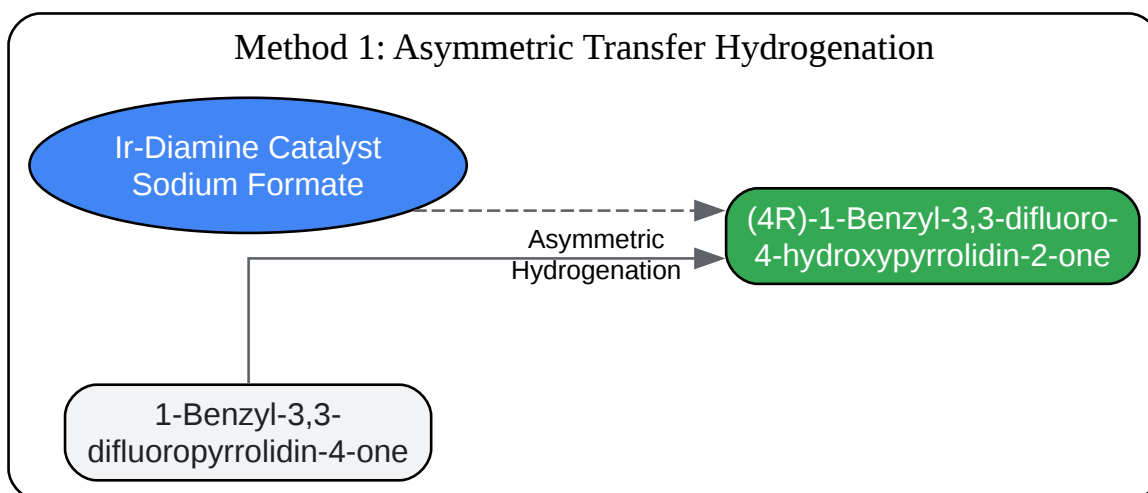 Method 1: Asymmetric Transfer Hydrogenation
Ir-Diamine Catalyst
Sodium Formate
(4R)-1-Benzyl-3,3-difluoro-
4-hydroxypyrrolidin-2-one
Asymmetric
Hydrogenation
1-Benzyl-3,3-
difluoropyrrolidin-4-one